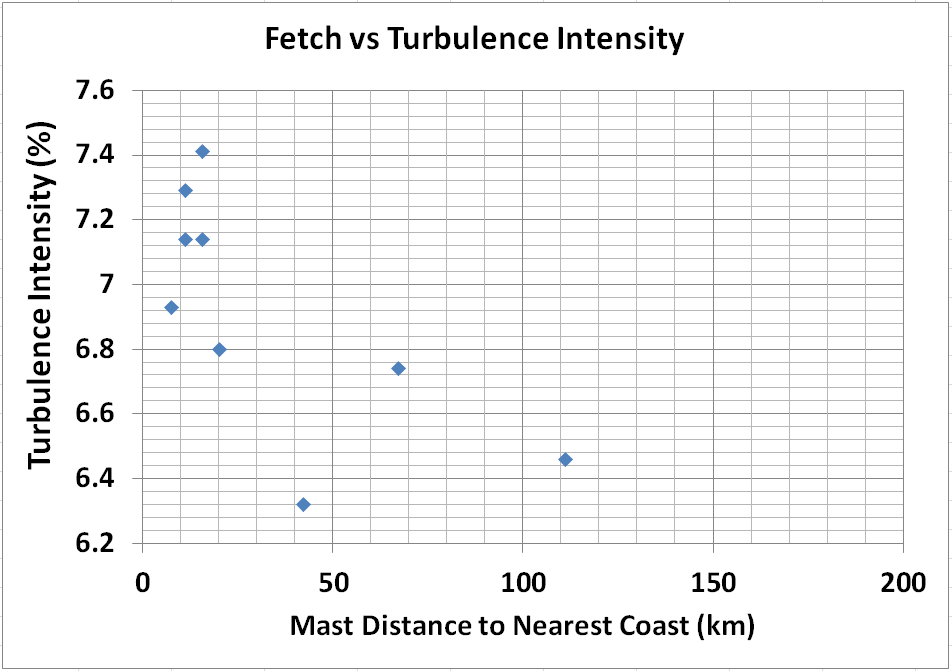 Fetch vs Turbulence Intensity
Turbulence Intensity (%)
7.6
7.4
7.2
7
6.8
6.6
6.4
6.2
0 50 100 150 200
Mast Distance to Nearest Coast (km)